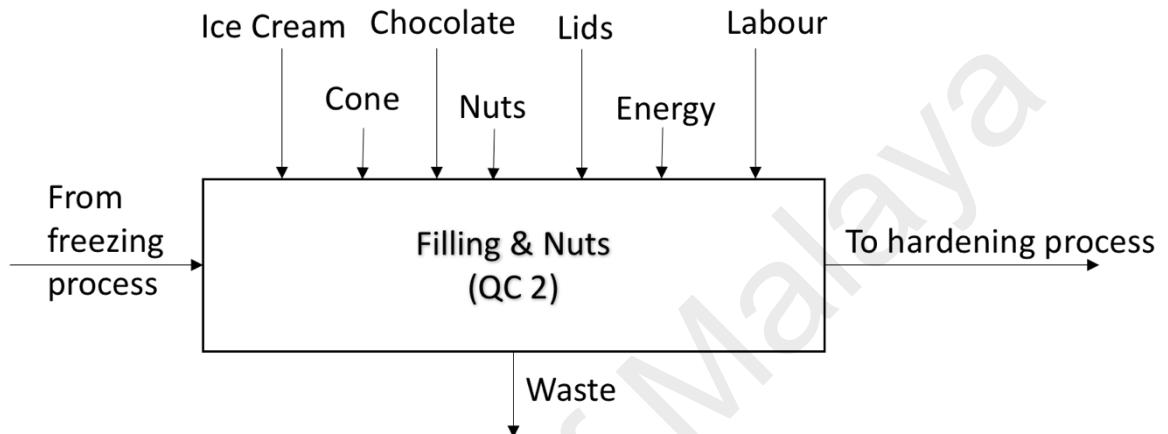 Ice Cream
Chocolate
Lids
Labour
Cone
Nuts
Energy
From
freezing
process
Filling & Nuts
(QC 2)
To hardening process
Waste
Malaya